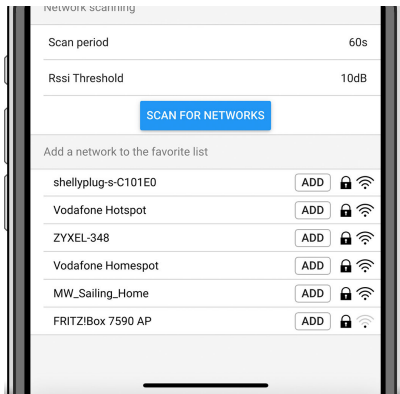 Network scanning
Scan period 60s
Rssi Threshold 10dB
SCAN FOR NETWORKS
Add a network to the favorite list
shellyplug-s-C101E0 ADD
Vodafone Hotspot ADD
ZYXEL-348 ADD
Vodafone Homespot ADD
MW_Sailing_Home ADD
FRITZ!Box 7590 AP ADD